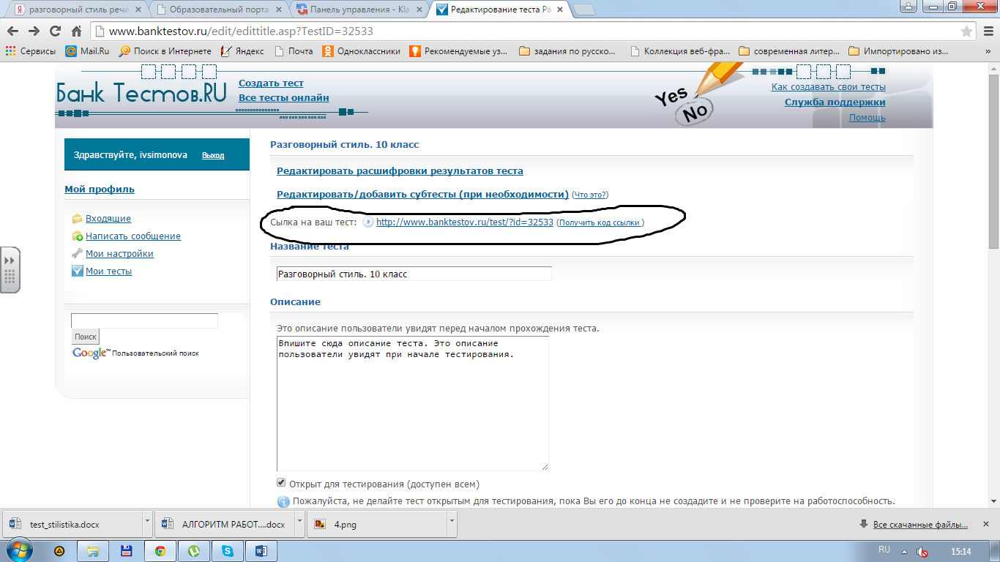 разговорный стиль речи
Образовательный порта
Панель управления - Kla
Редактирование теста Ра
www.banktestov.ru/edit/edittitle.asp?TestID=32533
Сервисы
Mail.Ru
Поиск в Интернете
Яндекс
Почта
Одноклассники
Рекомендуемые уз...
задания по русско...
Коллекция веб-фра...
современная литер...
Импортировано из...
»
Банк Тестов.RU
Создать тест
Все тесты онлайн
Yes
No
Как создавать свои тесты
Служба поддержки
Помощь
Здравствуйте, ivsimonova Выход
Мой профиль
Входящие
Написать сообщение
Мои настройки
Мои тесты
Поиск
Google™ Пользовательский поиск
Разговорный стиль. 10 класс
Редактировать расшифровки результатов теста
Редактировать/добавить субтесты (при необходимости) (Что это?)
Сылка на ваш тест: http://www.banktestov.ru/test/?id=32533 (Получить код ссылки )
Название теста
Разговорный стиль. 10 класс
Описание
Это описание пользователи увидят перед началом прохождения теста.
Впишите сюда описание теста. Это описание
пользователи увидят при начале тестирования.
Открыт для тестирования (доступен всем)
Пожалуйста, не делайте тест открытым для тестирования, пока Вы его до конца не создадите и не проверите на работоспособность.
test_stilistika.docx
АЛГОРИТМ РАБОТ....docx
4.png
Все скачанные файлы...
RU
15:14